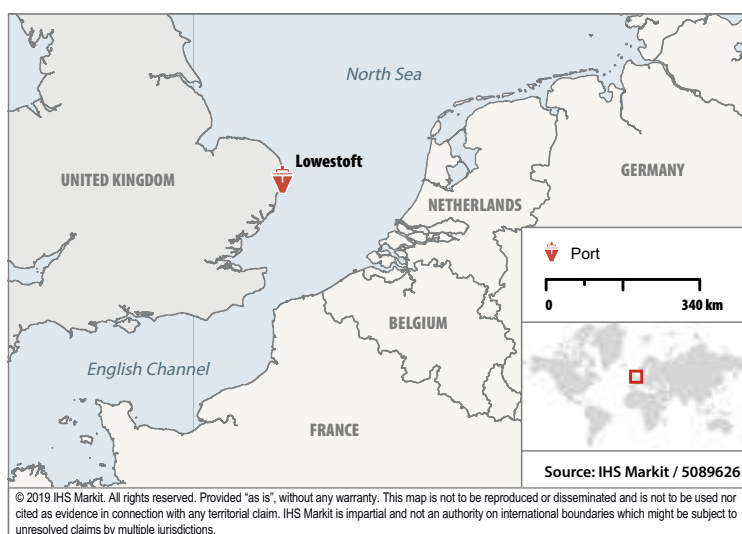 North Sea
Lowestoft
UNITED KINGDOM
GERMANY
NETHERLANDS
Port
0 340 km
BELGIUM
English Channel
FRANCE
Source: IHS Markit / 5089626
© 2019 IHS Markit. All rights reserved. Provided “as is”, without any warranty. This map is not to be reproduced or disseminated and is not to be used nor
cited as evidence in connection with any territorial claim. IHS Markit is impartial and not an authority on international boundaries which might be subject to
unresolved claims by multiple jurisdictions.